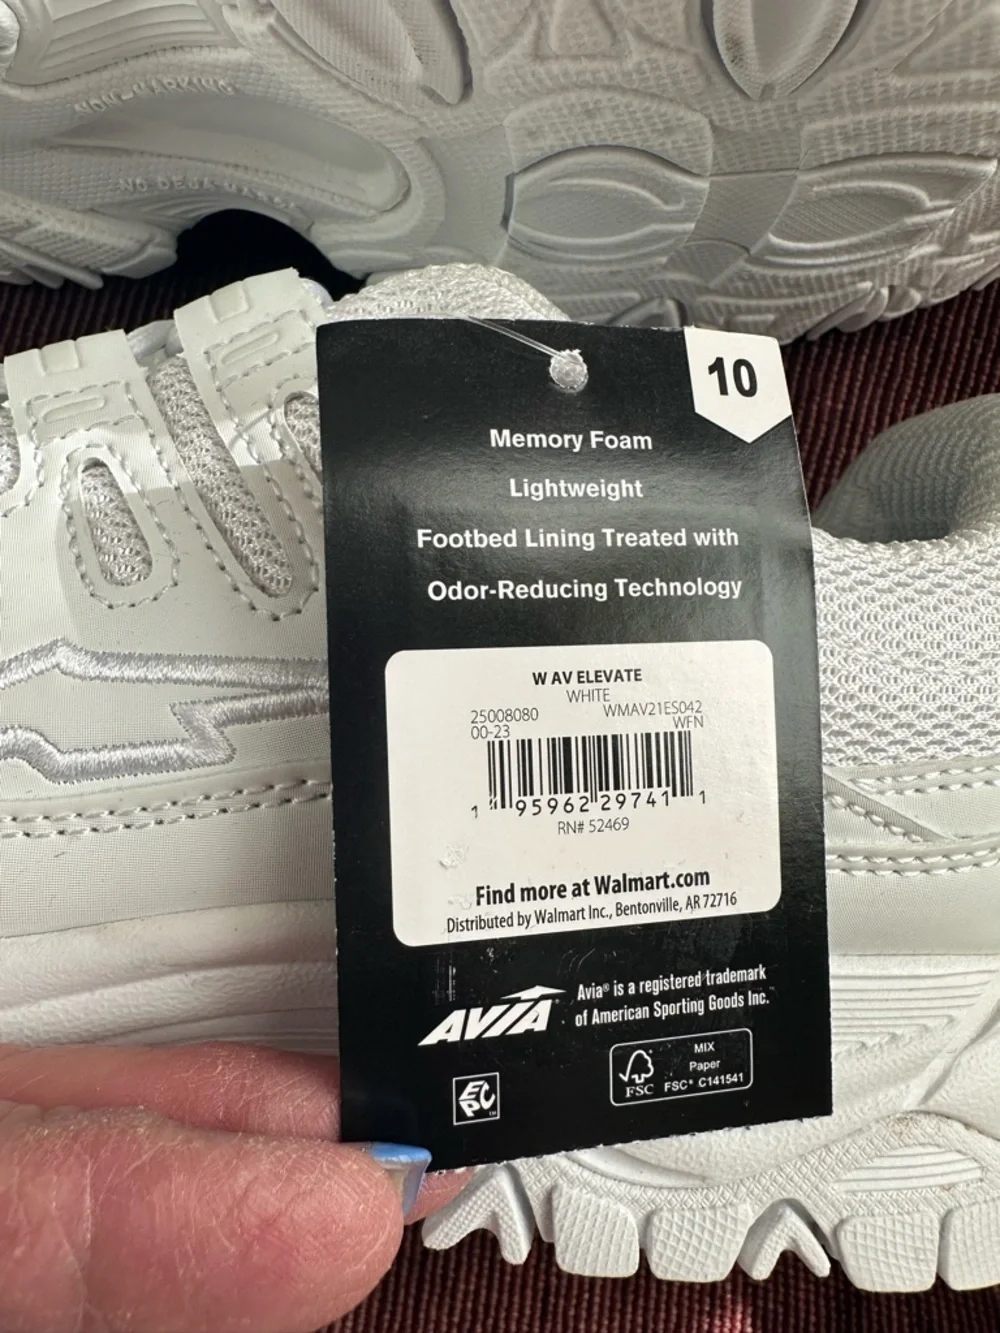 NON-MARKING
10
Memory Foam
Lightweight
Footbed Lining Treated with
Odor-Reducing Technology
W AV ELEVATE
WHITE
25008080 WMAV21ES042
00-23 WFN
1 95962 29741 1
RN# 52469
Find more at Walmart.com
Distributed by Walmart Inc., Bentonville, AR 72716
AVIA
Avia® is a registered trademark
of American Sporting Goods Inc.
EPC™
FSC
MIX
Paper
FSC® C141541